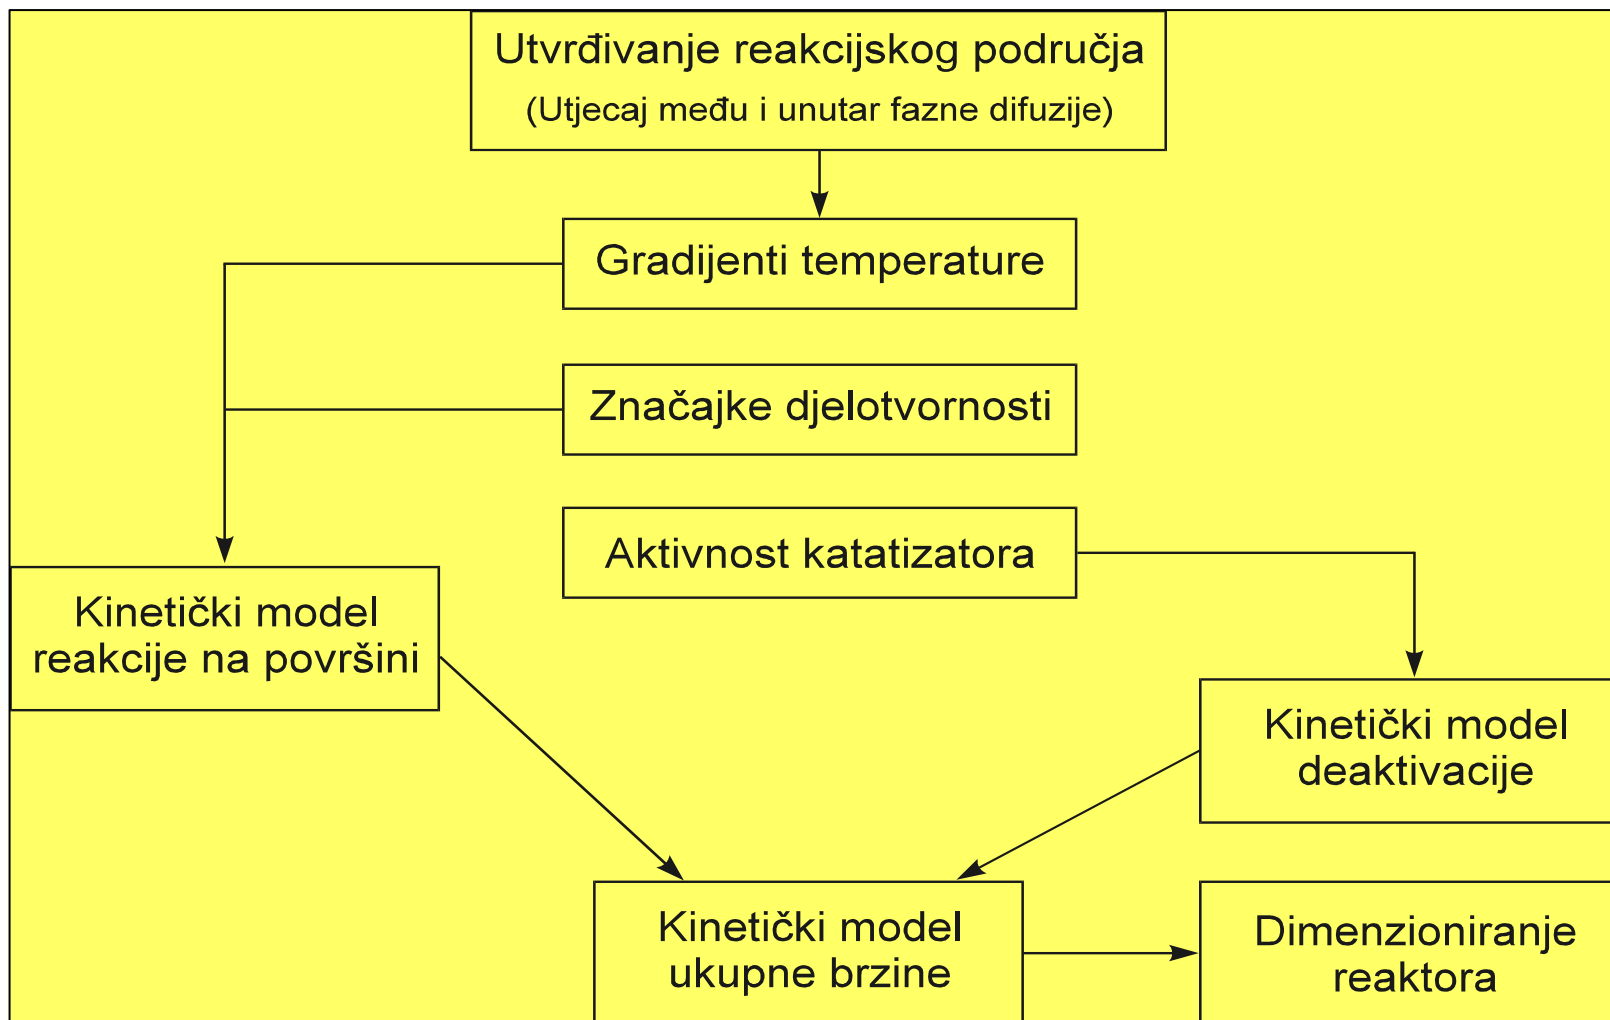 Utvrđivanje reakcijskog područja
(Utjecaj među i unutar fazne difuzije)
Gradijenti temperature
Značajke djelotvornosti
Aktivnost katatizatora
Kinetički model
reakcije na površini
Kinetički model
deaktivacije
Kinetički model
ukupne brzine
Dimenzioniranje
reaktora